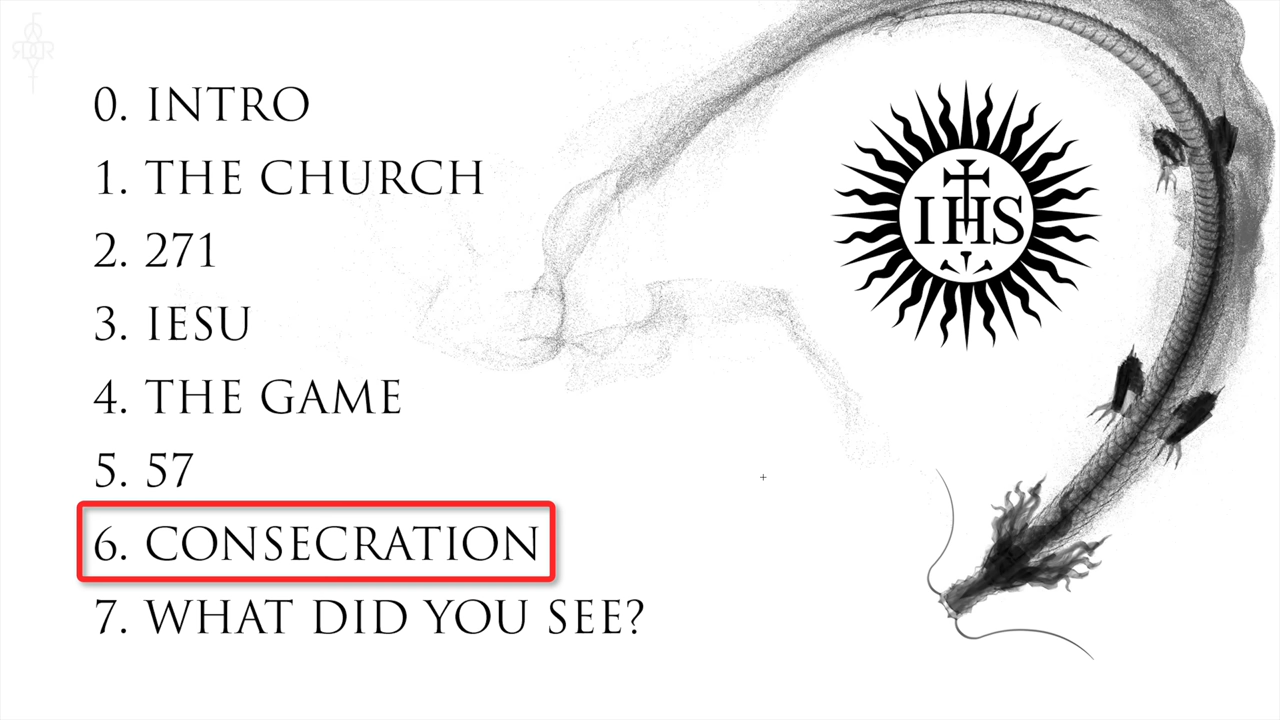 0. INTRO
1. THE CHURCH
2. 271
3. IESU
4. THE GAME
5. 57
6. CONSECRATION
7. WHAT DID YOU SEE?
IHS